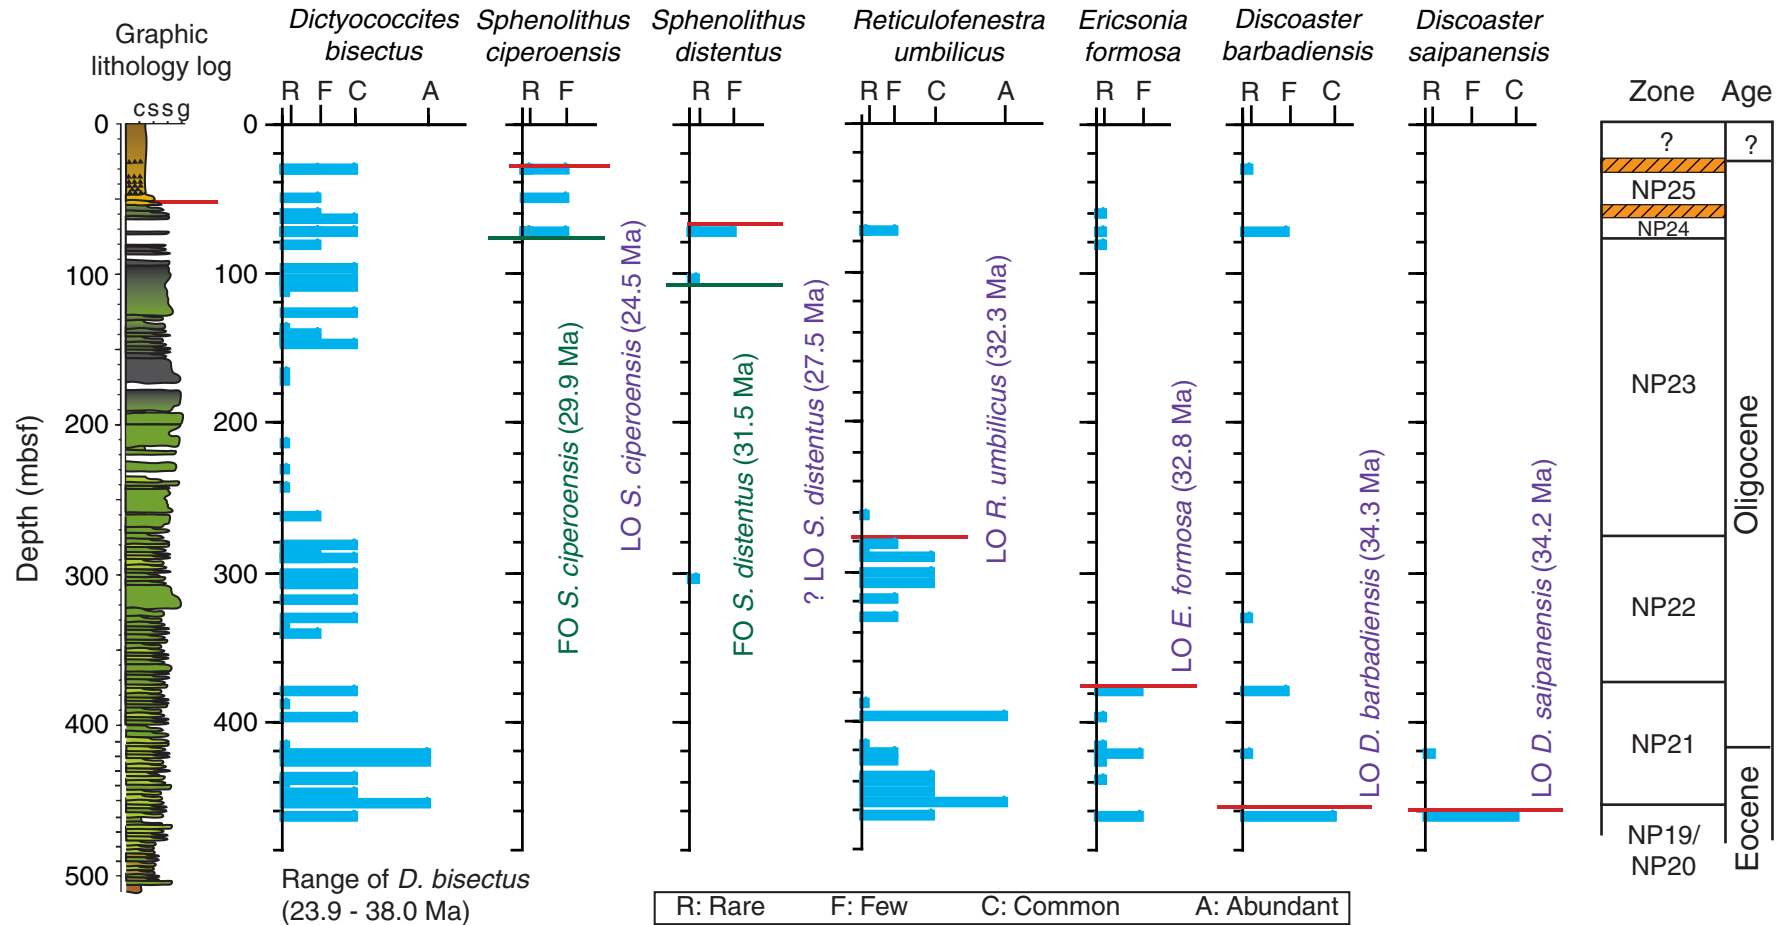 Graphic
lithology log
cssg
Dictyococcites
bisectus
Sphenolithus
ciperoensis
Sphenolithus
distentus
Reticulofenestra
umbilicus
Ericsonia
formosa
Discoaster
barbadiensis
Discoaster
saipanensis
R F C A
R F
R F
R F C A
R F
R F C
R F C
Zone
Age
Depth (mbsf)
0
100
200
300
400
500
0
100
200
300
400
FO S. ciperoensis (29.9 Ma)
LO S. ciperoensis (24.5 Ma)
FO S. distentus (31.5 Ma)
? LO S. distentus (27.5 Ma)
LO R. umbilicus (32.3 Ma)
LO E. formosa (32.8 Ma)
LO D. barbadiensis (34.3 Ma)
LO D. saipanensis (34.2 Ma)
?
NP25
NP24
NP23
NP22
NP21
NP19/
NP20
?
Oligocene
Eocene
Range of D. bisectus
(23.9 - 38.0 Ma)
R: Rare F: Few C: Common A: Abundant